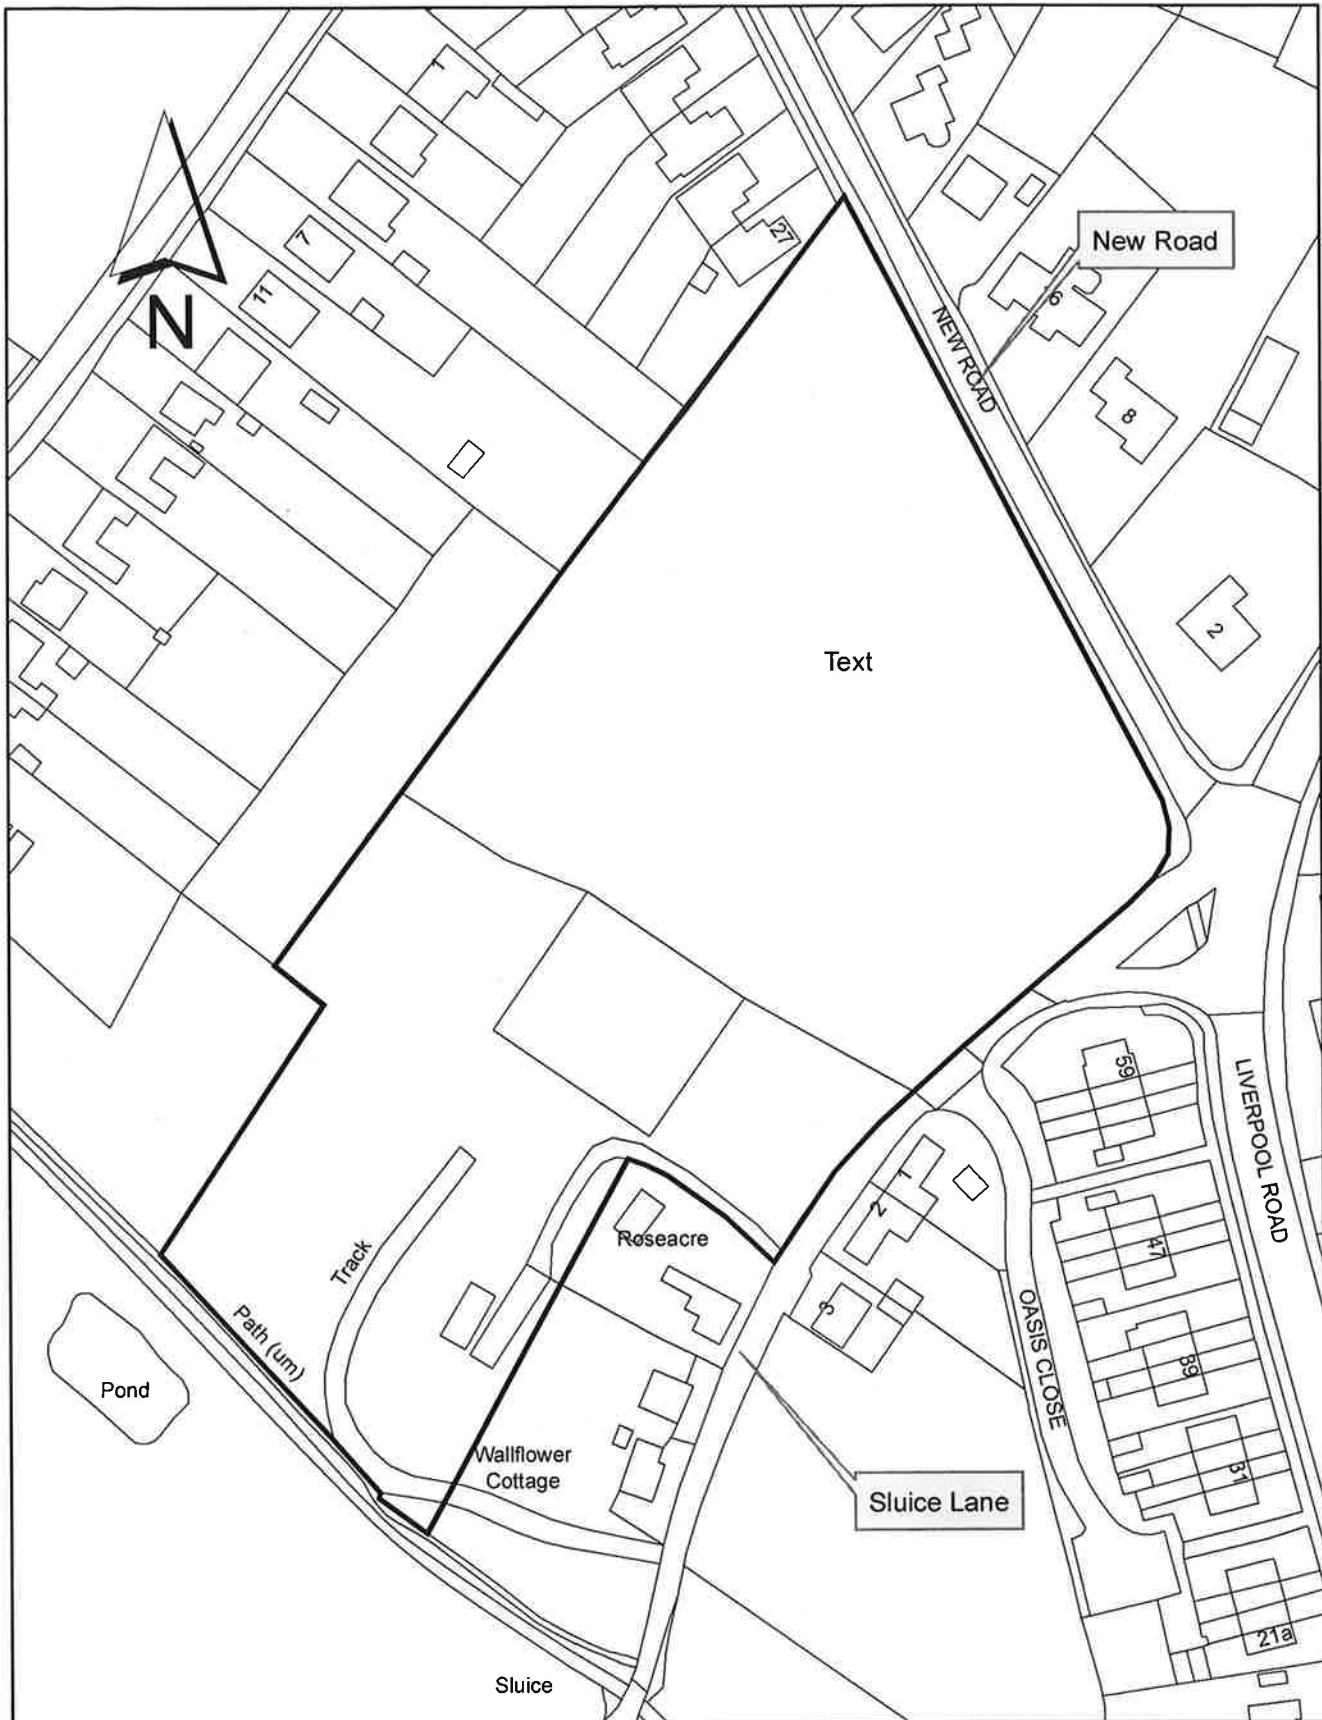 1
27
New Road
7
11
N
6
NEW ROAD
8
2
Text
59
LIVERPOOL ROAD
1
2
Roseacre
47
Track
3
Path (um)
OASIS CLOSE
39
Pond
Wallflower
Cottage
31
Sluice Lane
21a
Sluice